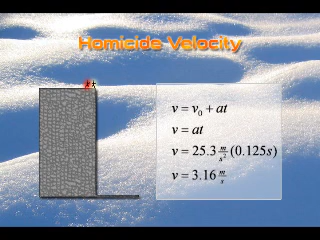 Homicide Velocity
v = v₀ + at
v = at
v = 25.3 m/s² (0.125s)
v = 3.16 m/s